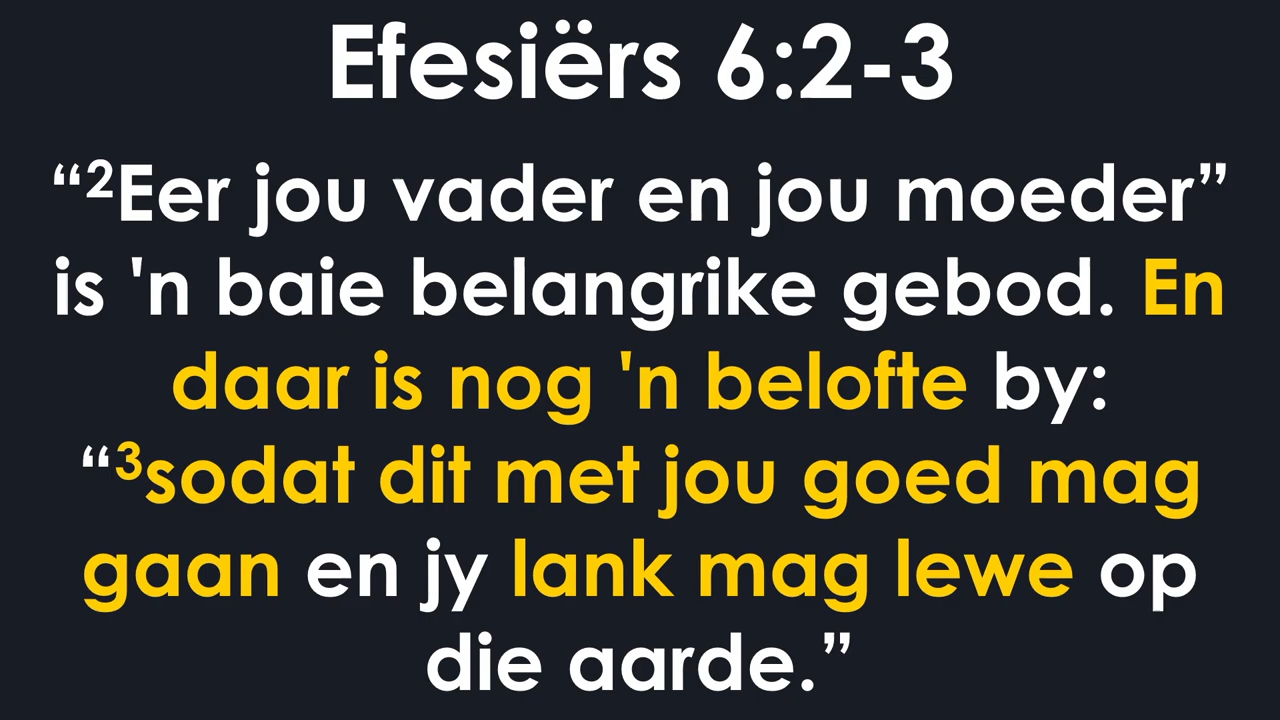 Efesiërs 6:2-3
“²Eer jou vader en jou moeder”
is 'n baie belangrike gebod. En
daar is nog 'n belofte by:
“³sodat dit met jou goed mag
gaan en jy lank mag lewe op
die aarde.”